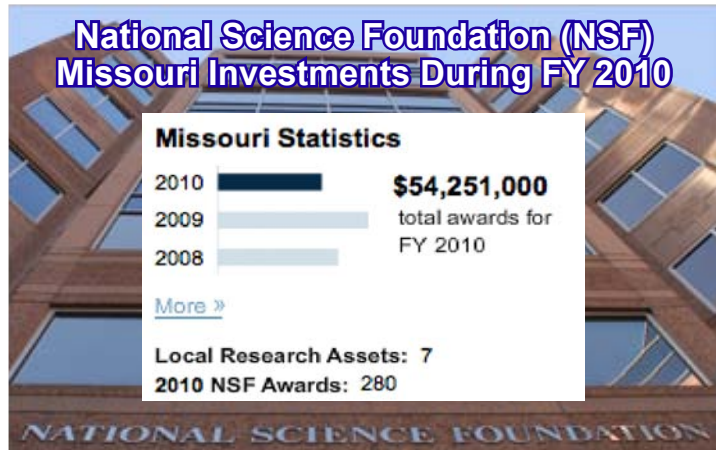 National Science Foundation (NSF)
Missouri Investments During FY 2010
Missouri Statistics
2010
$54,251,000
2009
total awards for
FY 2010
2008
More »
Local Research Assets: 7
2010 NSF Awards: 280
NATIONAL SCIENCE FOUNDATION